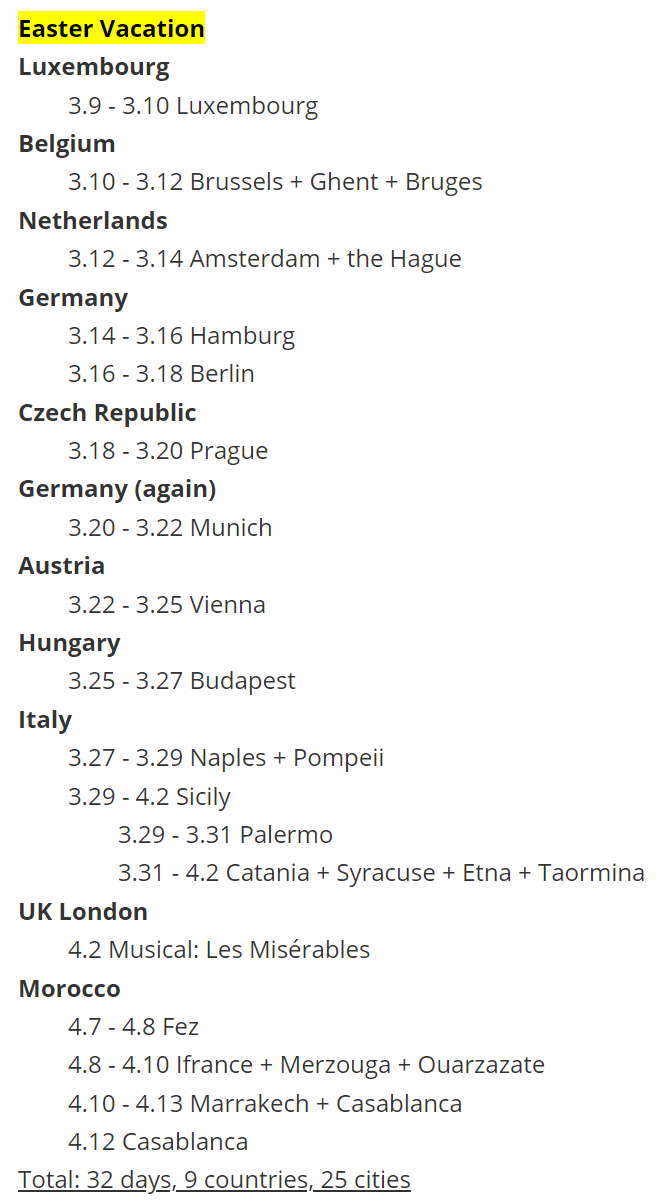 Easter Vacation
Luxembourg
3.9 - 3.10 Luxembourg
Belgium
3.10 - 3.12 Brussels + Ghent + Bruges
Netherlands
3.12 - 3.14 Amsterdam + the Hague
Germany
3.14 - 3.16 Hamburg
3.16 - 3.18 Berlin
Czech Republic
3.18 - 3.20 Prague
Germany (again)
3.20 - 3.22 Munich
Austria
3.22 - 3.25 Vienna
Hungary
3.25 - 3.27 Budapest
Italy
3.27 - 3.29 Naples + Pompeii
3.29 - 4.2 Sicily
3.29 - 3.31 Palermo
3.31 - 4.2 Catania + Syracuse + Etna + Taormina
UK London
4.2 Musical: Les Misérables
Morocco
4.7 - 4.8 Fez
4.8 - 4.10 Ifrance + Merzouga + Ouarzazate
4.10 - 4.13 Marrakech + Casablanca
4.12 Casablanca
Total: 32 days, 9 countries, 25 cities